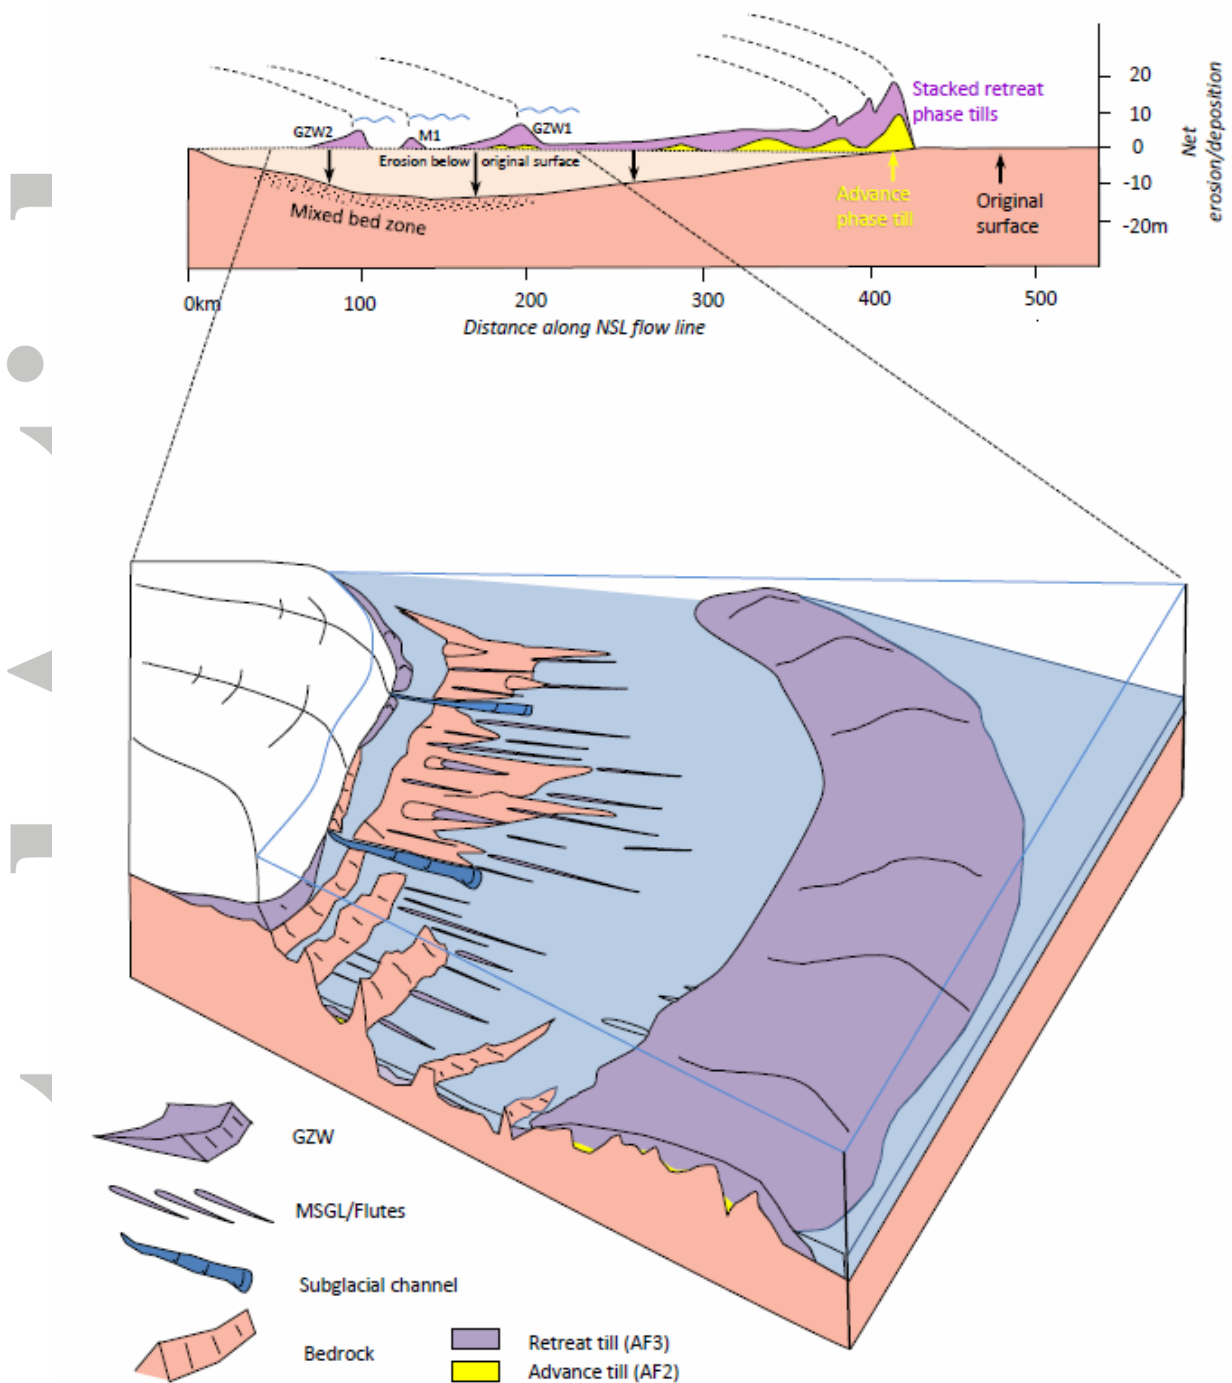 20
10
0
-10
-20m
Net
erosion/deposition
Stacked retreat
phase tills
GZW2
M1
GZW1
Erosion below original surface
Mixed bed zone
Advance
phase till
Original
surface
0km
100
200
300
400
500
Distance along NSL flow line
GZW
MSGL/Flutes
Subglacial channel
Bedrock
Retreat till (AF3)
Advance till (AF2)